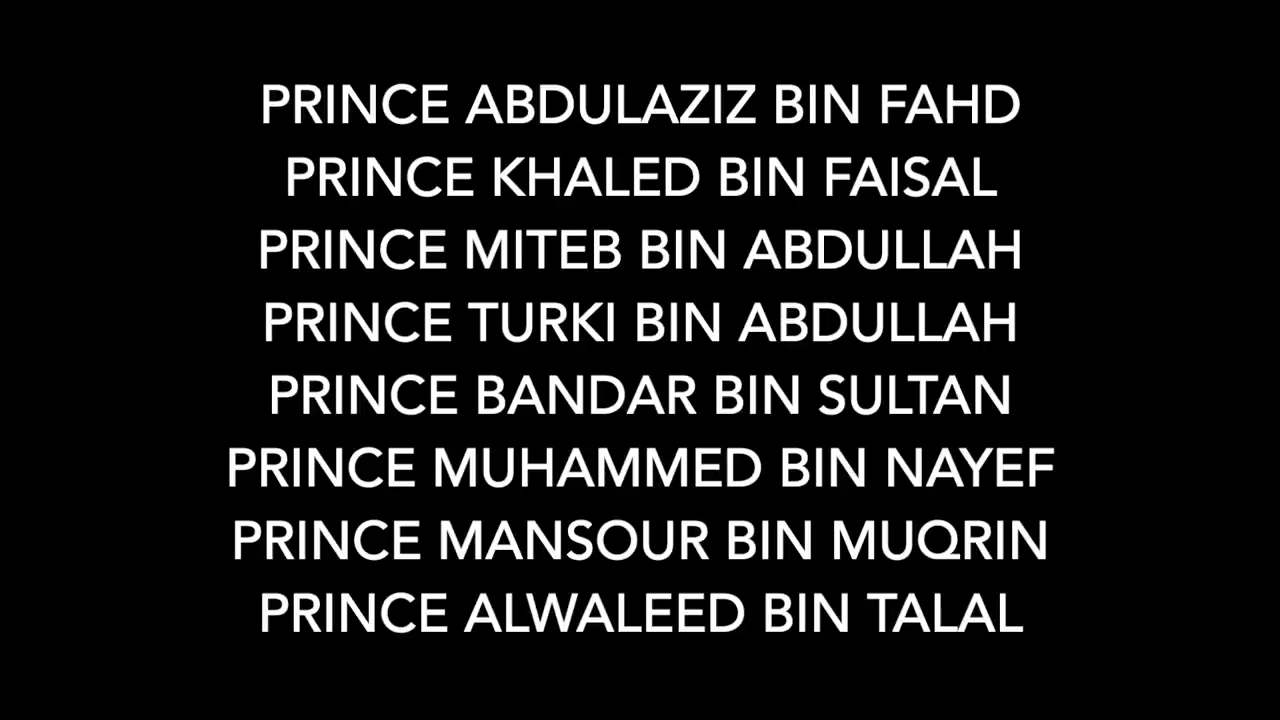 PRINCE ABDULAZIZ BIN FAHD
PRINCE KHALED BIN FAISAL
PRINCE MITEB BIN ABDULLAH
PRINCE TURKI BIN ABDULLAH
PRINCE BANDAR BIN SULTAN
PRINCE MUHAMMED BIN NAYEF
PRINCE MANSOUR BIN MUQRIN
PRINCE ALWALEED BIN TALAL